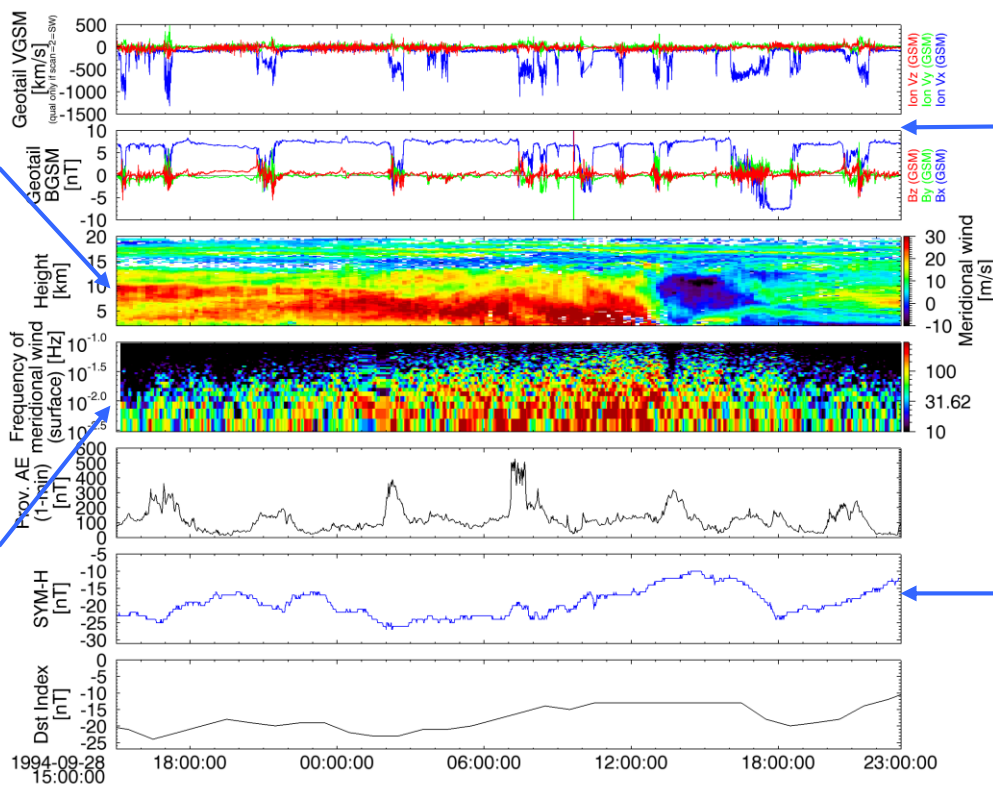 Geotail VGSM
[km/s]
(qual only if scan=2=SW)
500
0
-500
-1000
-1500
Ion Vz (GSM)
Ion Vy (GSM)
Ion Vx (GSM)
Geotail
BGSM
[nT]
10
5
0
-5
-10
Bz (GSM)
By (GSM)
Bx (GSM)
Height
[km]
20
15
10
5
30
20
10
0
-10
Meridional wind
[m/s]
Frequency of
meridional wind
(surface) [Hz]
10-1.0
10-1.5
10-2.0
10-2.5
100
31.62
10
Prov. AE
(1-min)
[nT]
600
500
400
300
200
100
0
SYM-H
[nT]
-5
-10
-15
-20
-25
-30
Dst Index
[nT]
0
-5
-10
-15
-20
-25
1994-09-28
15:00:00
18:00:00
00:00:00
06:00:00
12:00:00
18:00:00
23:00:00